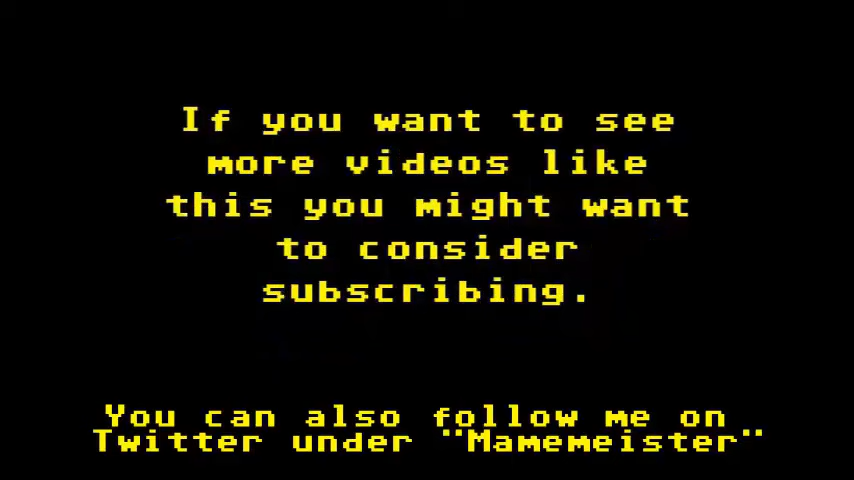 If you want to see
more videos like
this you might want
to consider
subscribing.
You can also follow me on
Twitter under "Mamemeister"